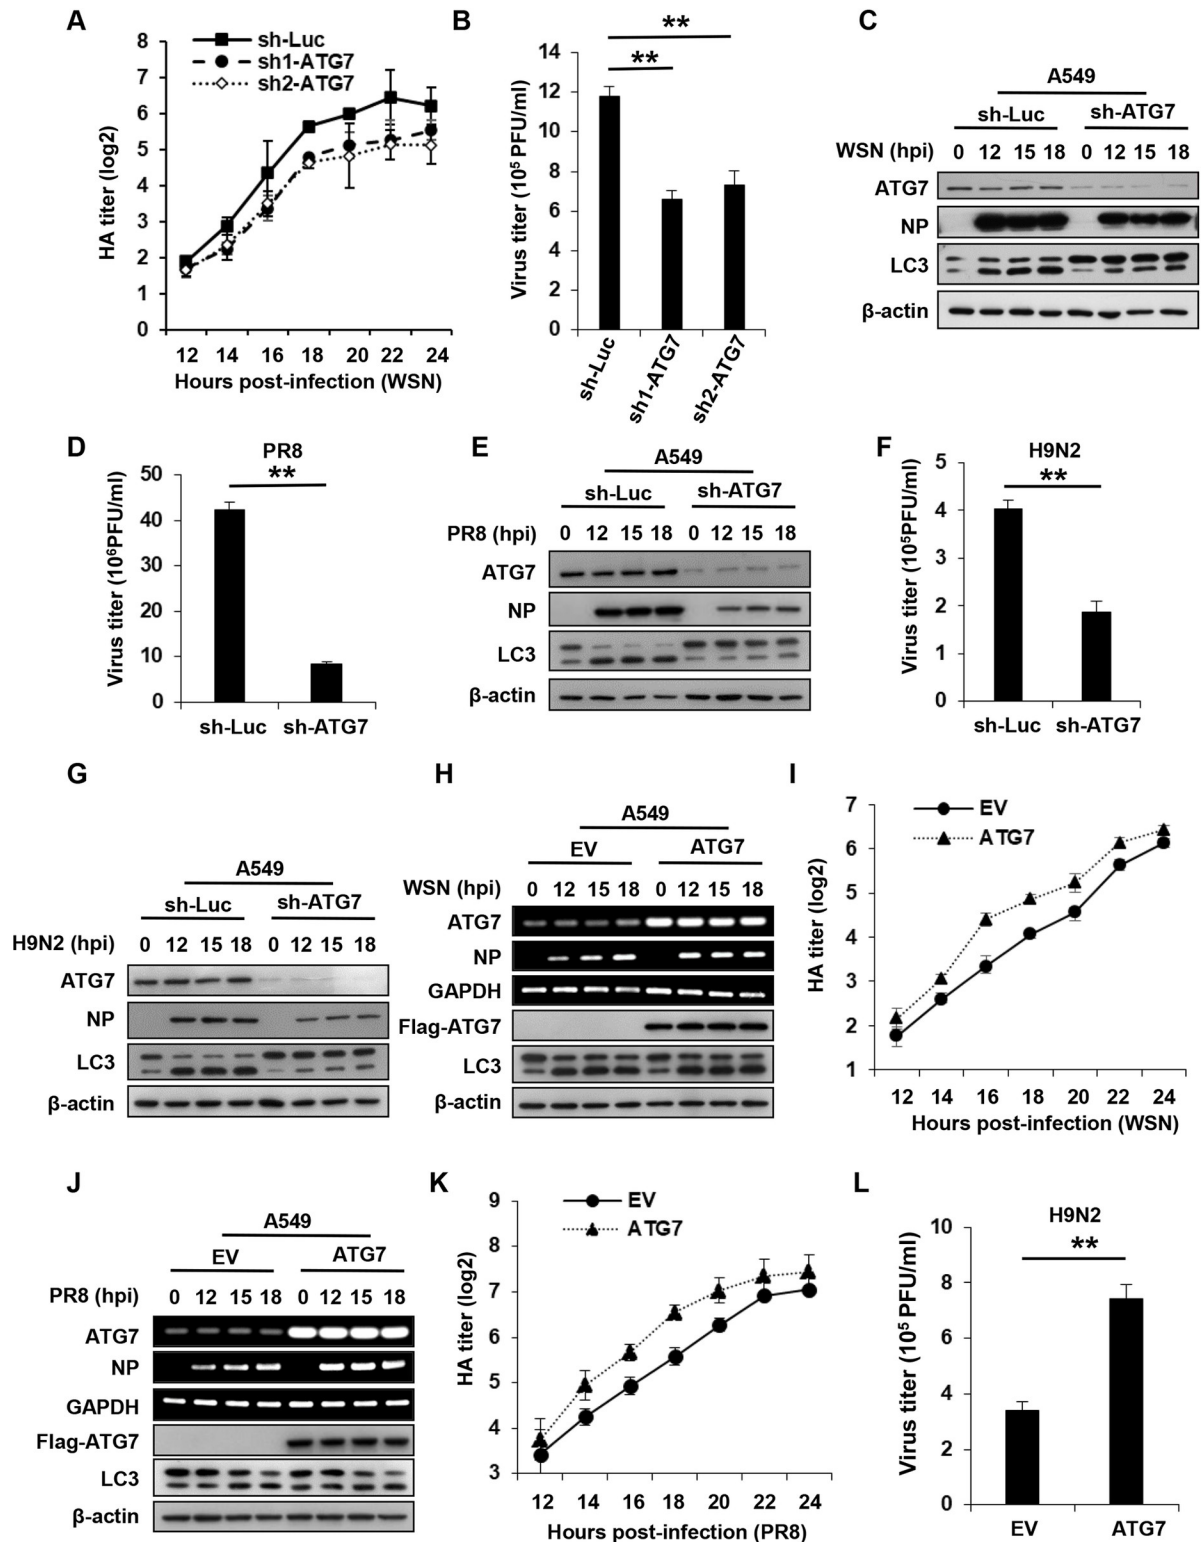 A
HA titer (log2)
8
7
6
5
4
3
2
1
0
sh-Luc
sh1-ATG7
sh2-ATG7
12 14 16 18 20 22 24
Hours post-infection (WSN)
B
Virus titer (10⁵ PFU/ml)
**
**
14
12
10
8
6
4
2
0
sh-Luc
sh1-ATG7
sh2-ATG7
C
A549
sh-Luc sh-ATG7
WSN (hpi) 0 12 15 18 0 12 15 18
ATG7
NP
LC3
β-actin
D
PR8
**
Virus titer (10⁶PFU/ml)
50
40
30
20
10
0
sh-Luc sh-ATG7
E
A549
sh-Luc sh-ATG7
PR8 (hpi) 0 12 15 18 0 12 15 18
ATG7
NP
LC3
β-actin
F
H9N2
**
Virus titer (10⁵PFU/ml)
5
4
3
2
1
0
sh-Luc sh-ATG7
G
A549
sh-Luc sh-ATG7
H9N2 (hpi) 0 12 15 18 0 12 15 18
ATG7
NP
LC3
β-actin
H
A549
EV ATG7
WSN (hpi) 0 12 15 18 0 12 15 18
ATG7
NP
GAPDH
Flag-ATG7
LC3
β-actin
I
HA titer (log2)
7
6
5
4
3
2
1
EV
ATG7
12 14 16 18 20 22 24
Hours post-infection (WSN)
J
A549
EV ATG7
PR8 (hpi) 0 12 15 18 0 12 15 18
ATG7
NP
GAPDH
Flag-ATG7
LC3
β-actin
K
HA titer (log2)
9
8
7
6
5
4
3
EV
ATG7
12 14 16 18 20 22 24
Hours post-infection (PR8)
L
H9N2
**
Virus titer (10⁵ PFU/ml)
10
8
6
4
2
0
EV ATG7